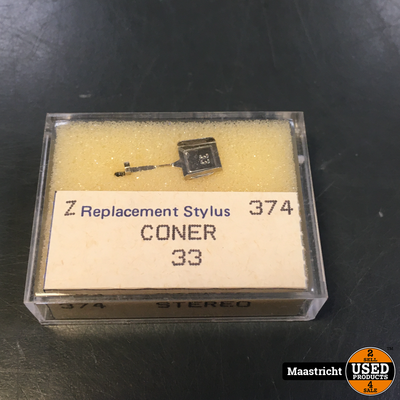 Z Replacement Stylus 374
CONER
33
374 STEREO
Maastricht
2
SELL
USED
PRODUCTS
4
SALE